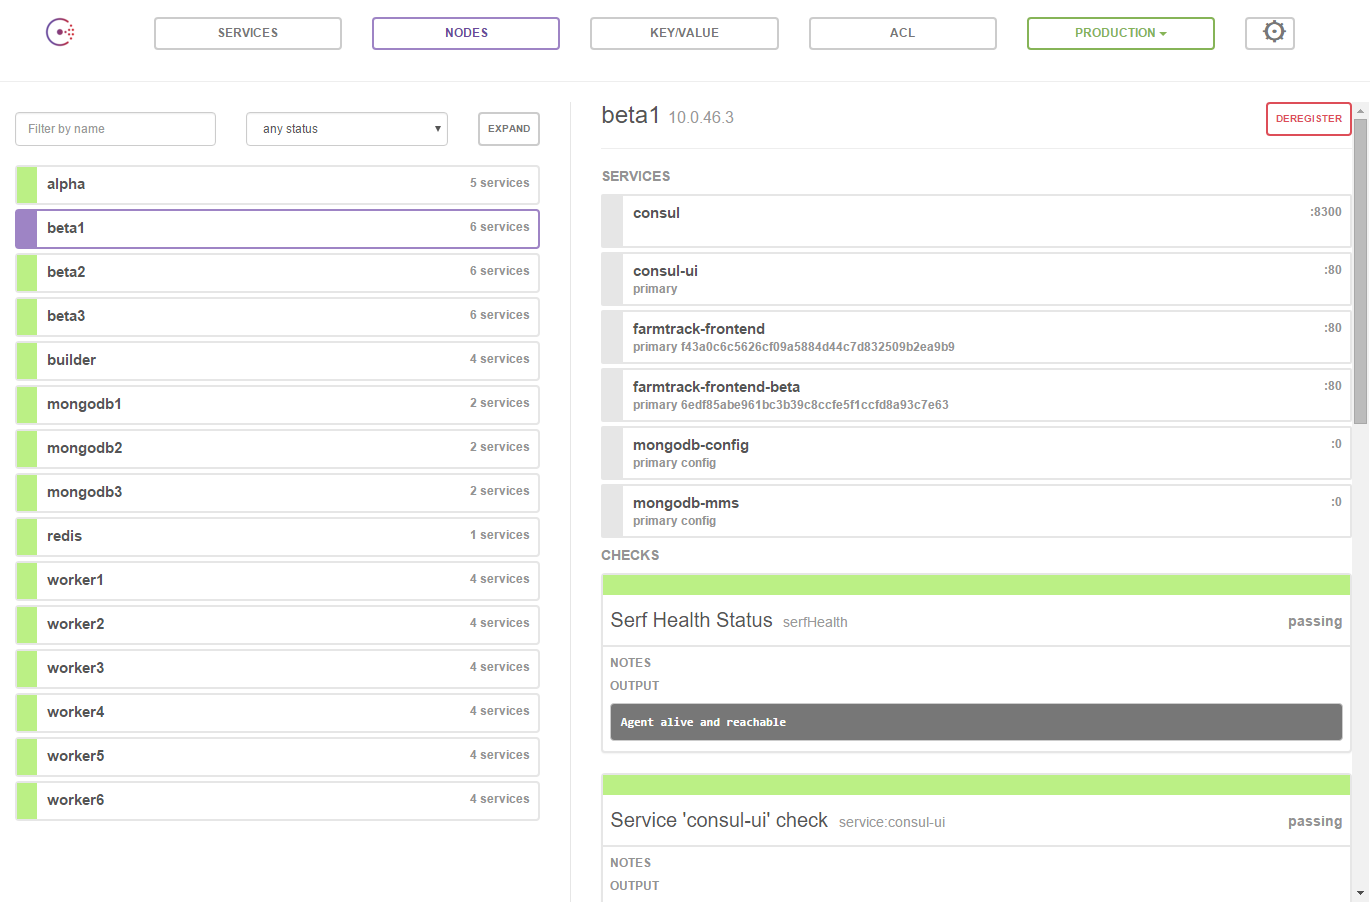 SERVICES
NODES
KEY/VALUE
ACL
PRODUCTION
Filter by name
any status
EXPAND
alpha 5 services
beta1 6 services
beta2 6 services
beta3 6 services
builder 4 services
mongodb1 2 services
mongodb2 2 services
mongodb3 2 services
redis 1 services
worker1 4 services
worker2 4 services
worker3 4 services
worker4 4 services
worker5 4 services
worker6 4 services
beta1 10.0.46.3
DEREGISTER
SERVICES
consul :8300
consul-ui :80
primary
farmtrack-frontend :80
primary f43a0c6c5626cf09a5884d44c7d832509b2ea9b9
farmtrack-frontend-beta :80
primary 6edf85abe961bc3b39c8ccfe5f1ccfd8a93c7e63
mongodb-config :0
primary config
mongodb-mms :0
primary config
CHECKS
Serf Health Status serfHealth passing
NOTES
OUTPUT
Agent alive and reachable
Service 'consul-ui' check service:consul-ui passing
NOTES
OUTPUT